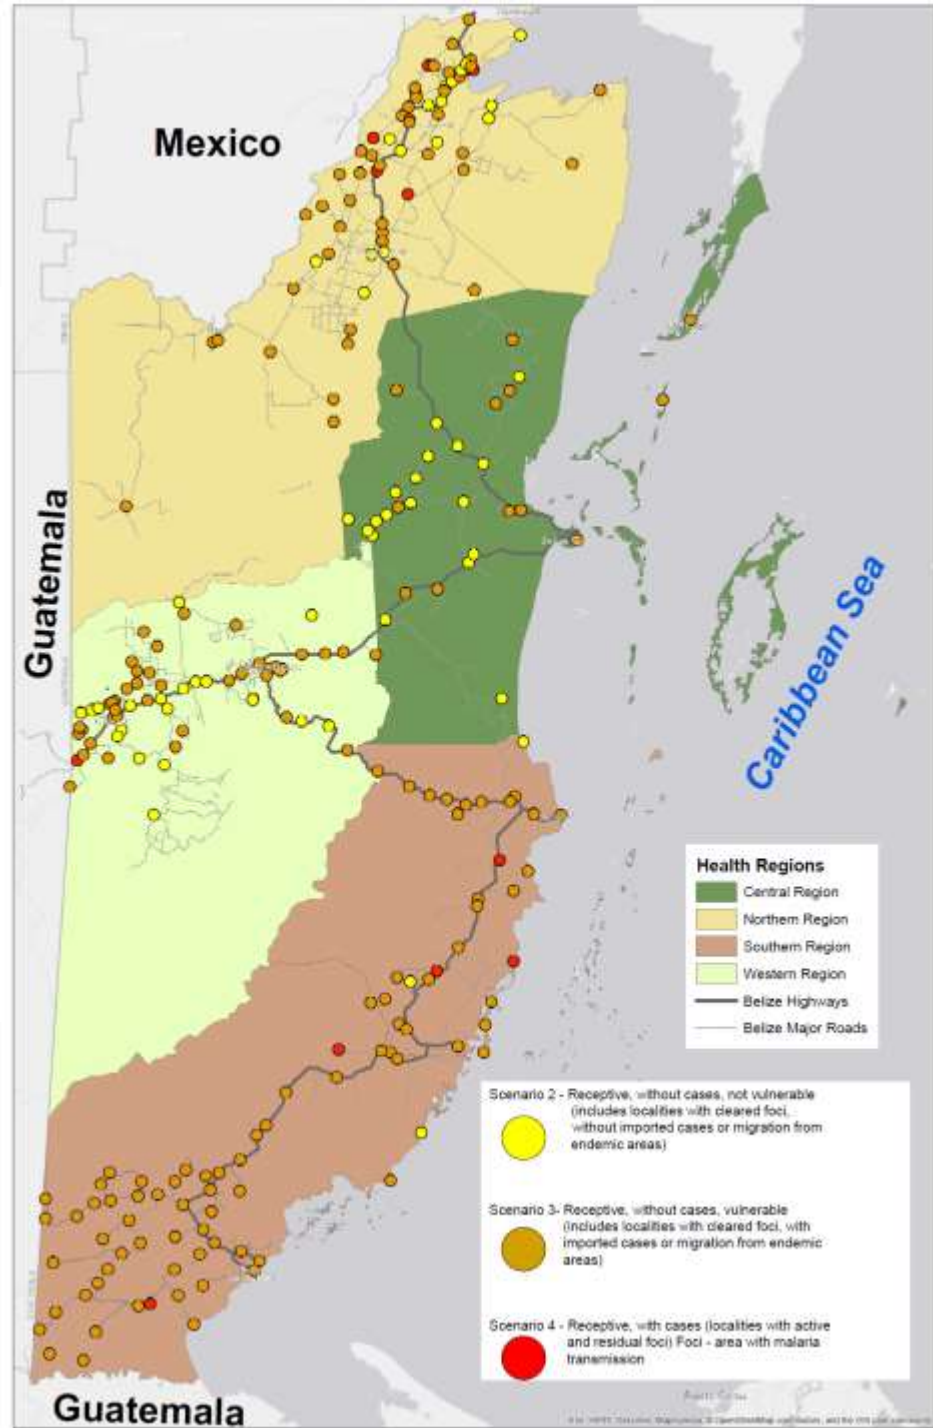 Mexico
Guatemala
Caribbean Sea
Health Regions
Central Region
Northern Region
Southern Region
Western Region
Belize Highways
Belize Major Roads
Scenario 2 - Receptive, without cases, not vulnerable
(includes localities with cleared foci,
without imported cases or migration from
endemic areas)
Scenario 3- Receptive, without cases, vulnerable
(includes localities with cleared foci, with
imported cases or migration from endemic
areas)
Scenario 4 - Receptive, with cases (localities with active
and residual foci) Foci - area with malaria
transmission
Guatemala